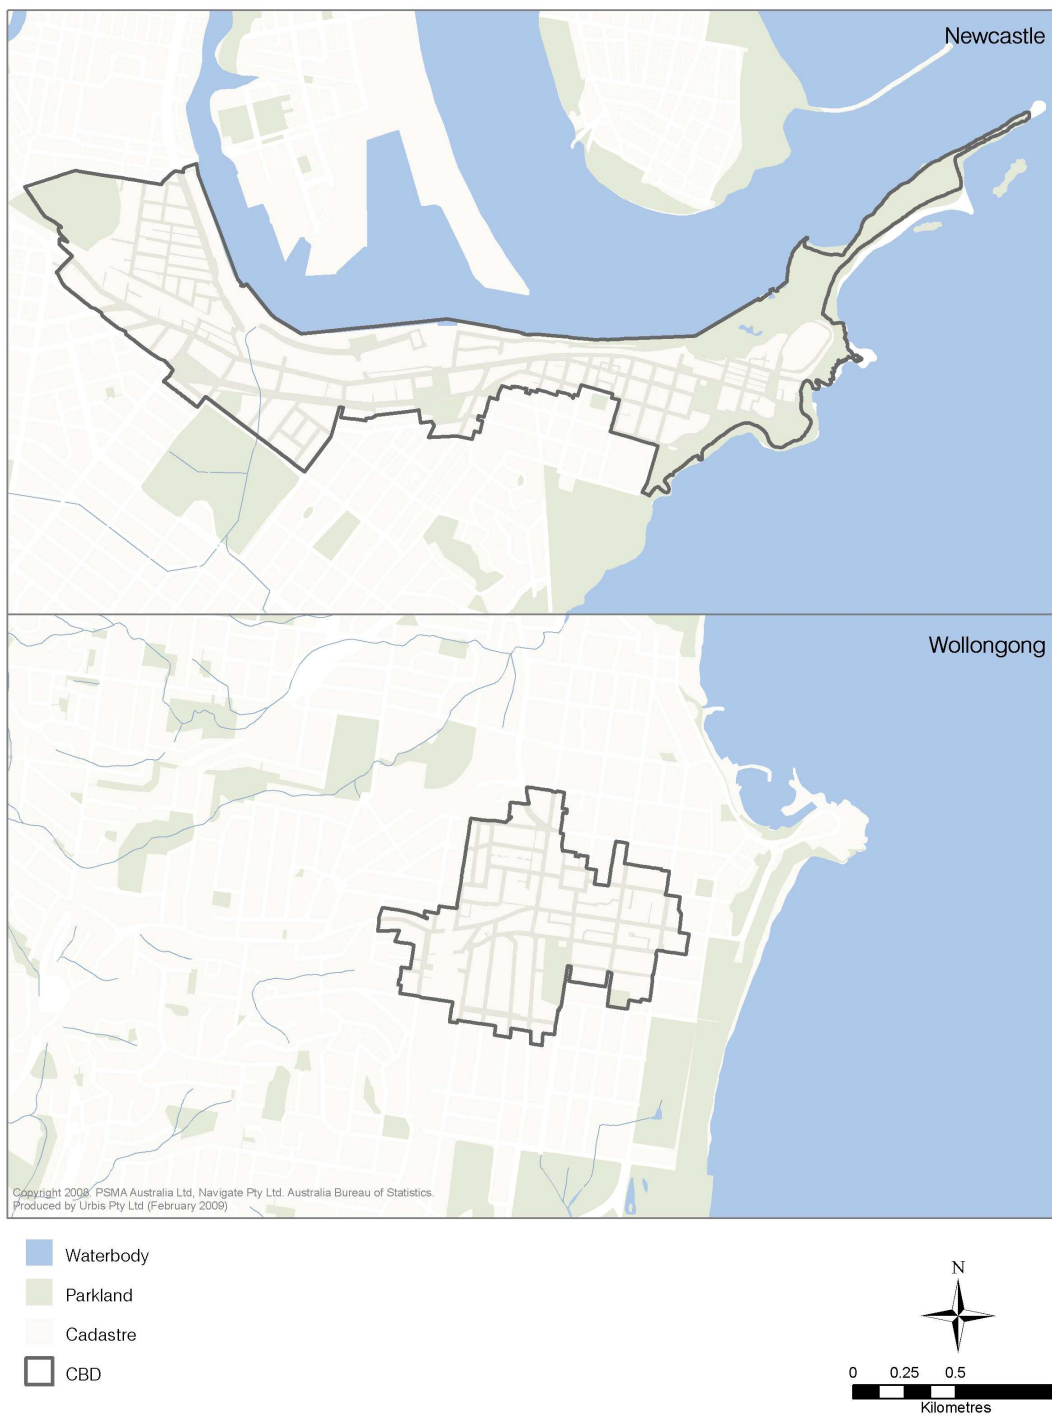 Newcastle
Wollongong
Copyright 2008. PSMA Australia Ltd, Navigate Pty Ltd. Australia Bureau of Statistics.
Produced by Urbis Pty Ltd (February 2009)
Waterbody
Parkland
Cadastre
CBD
N
0 0.25 0.5
Kilometres